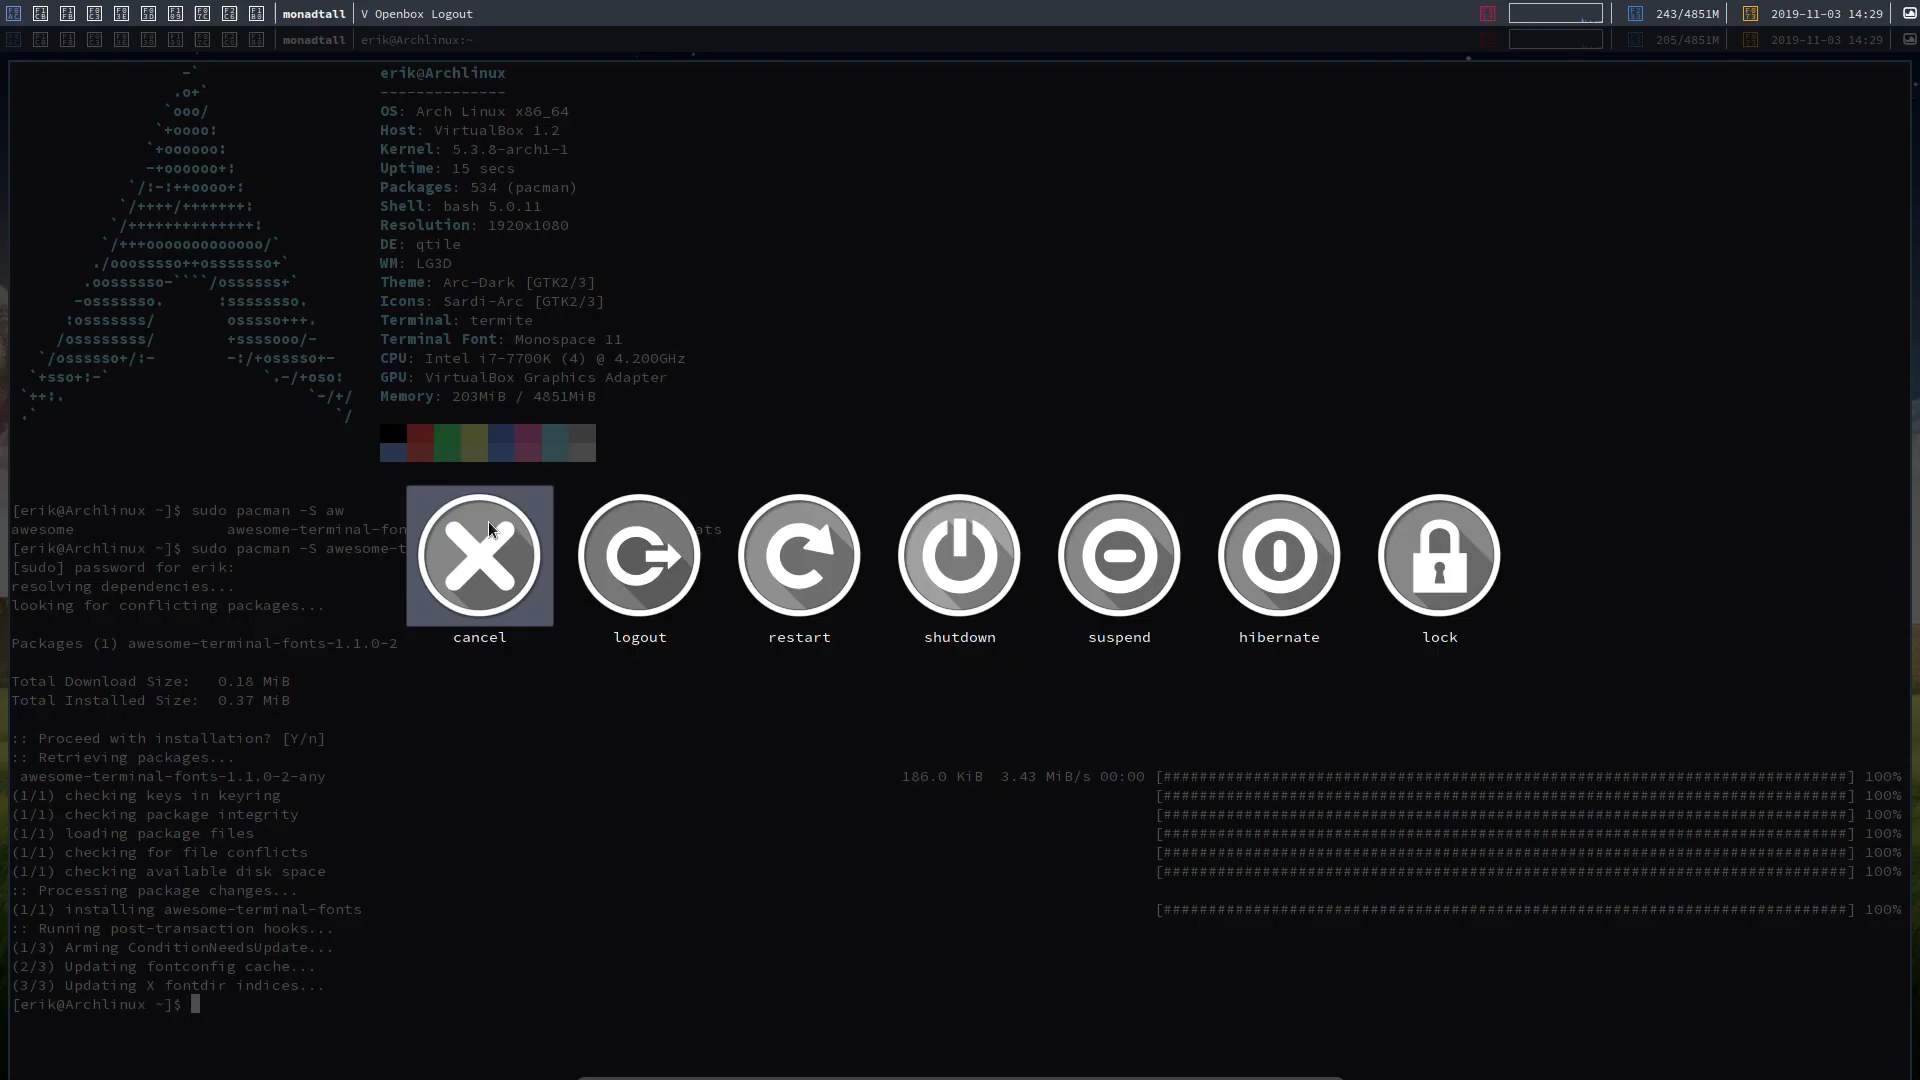 monadtall V Openbox Logout 243/4851M 2019-11-03 14:29
monadtall erik@Archlinux:~ 205/4851M 2019-11-03 14:29
erik@Archlinux
--------------
OS: Arch Linux x86_64
Host: VirtualBox 1.2
Kernel: 5.3.8-arch1-1
Uptime: 15 secs
Packages: 534 (pacman)
Shell: bash 5.0.11
Resolution: 1920x1080
DE: qtile
WM: LG3D
Theme: Arc-Dark [GTK2/3]
Icons: Sardi-Arc [GTK2/3]
Terminal: termite
Terminal Font: Monospace 11
CPU: Intel i7-7700K (4) @ 4.200GHz
GPU: VirtualBox Graphics Adapter
Memory: 203MiB / 4851MiB
[erik@Archlinux ~]$ sudo pacman -S aw
awesome awesome-terminal-fon
[erik@Archlinux ~]$ sudo pacman -S awesome-t
[sudo] password for erik:
resolving dependencies...
looking for conflicting packages...
cancel logout restart shutdown suspend hibernate lock
Packages (1) awesome-terminal-fonts-1.1.0-2
Total Download Size: 0.18 MiB
Total Installed Size: 0.37 MiB
:: Proceed with installation? [Y/n]
:: Retrieving packages...
awesome-terminal-fonts-1.1.0-2-any 186.0 KiB 3.43 MiB/s 00:00 100%
(1/1) checking keys in keyring 100%
(1/1) checking package integrity 100%
(1/1) loading package files 100%
(1/1) checking for file conflicts 100%
(1/1) checking available disk space 100%
:: Processing package changes...
(1/1) installing awesome-terminal-fonts 100%
:: Running post-transaction hooks...
(1/3) Arming ConditionNeedsUpdate...
(2/3) Updating fontconfig cache...
(3/3) Updating X fontdir indices...
[erik@Archlinux ~]$